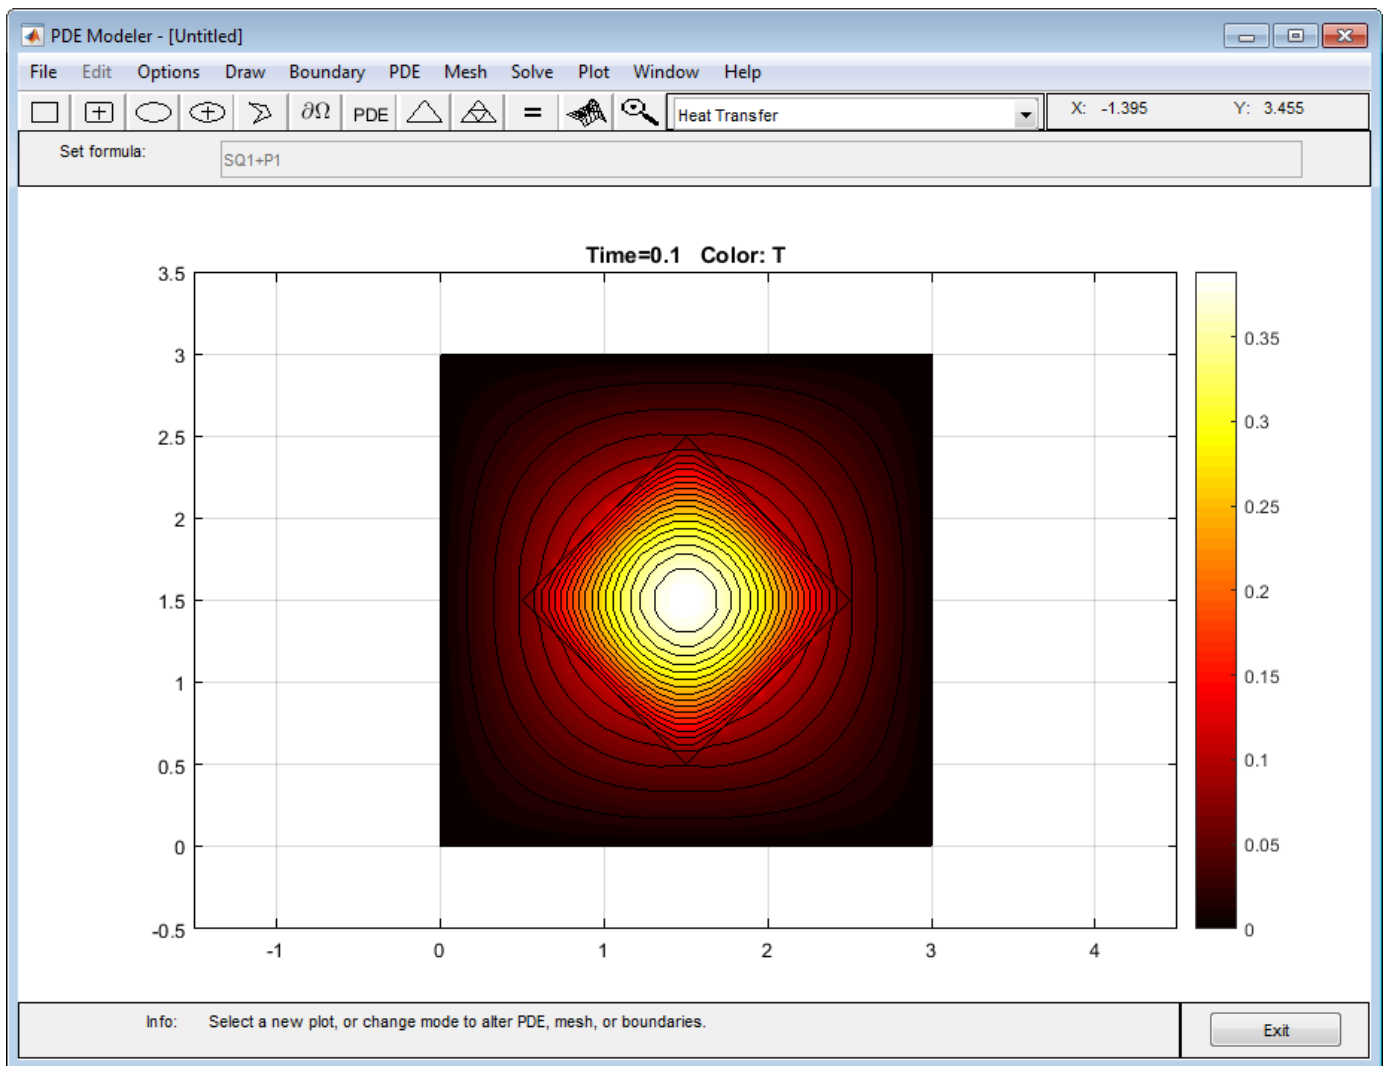 PDE Modeler - [Untitled]
File Edit Options Draw Boundary PDE Mesh Solve Plot Window Help
∂Ω PDE = Heat Transfer X: -1.395 Y: 3.455
Set formula: SQ1+P1
Time=0.1 Color: T
3.5
3
2.5
2
1.5
1
0.5
0
-0.5
-1 0 1 2 3 4
0.35
0.3
0.25
0.2
0.15
0.1
0.05
0
Info: Select a new plot, or change mode to alter PDE, mesh, or boundaries.
Exit